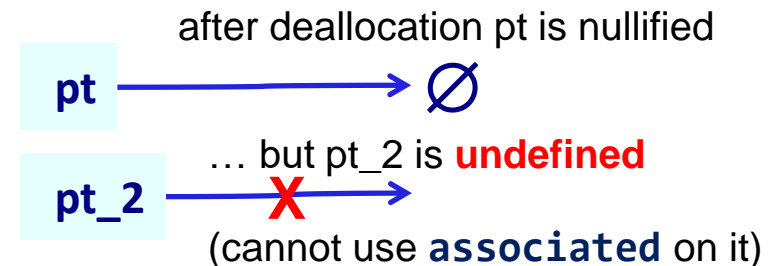 after deallocation pt is nullified
pt ∅
… but pt_2 is undefined
pt_2 X
(cannot use associated on it)